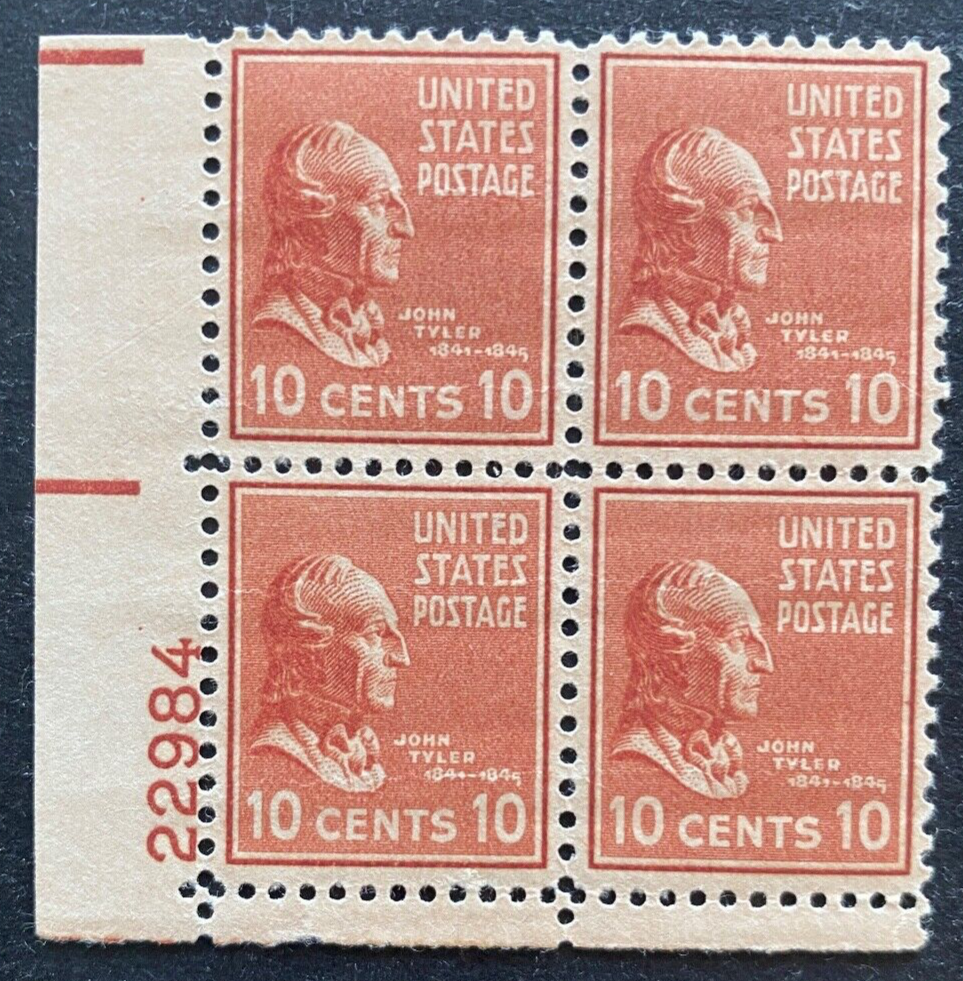 UNITED
STATES
POSTAGE
JOHN
TYLER
1841-1845
10 CENTS 10
UNITED
STATES
POSTAGE
JOHN
TYLER
1841-1845
10 CENTS 10
22984
UNITED
STATES
POSTAGE
JOHN
TYLER
1841-1845
10 CENTS 10
UNITED
STATES
POSTAGE
JOHN
TYLER
1841-1845
10 CENTS 10